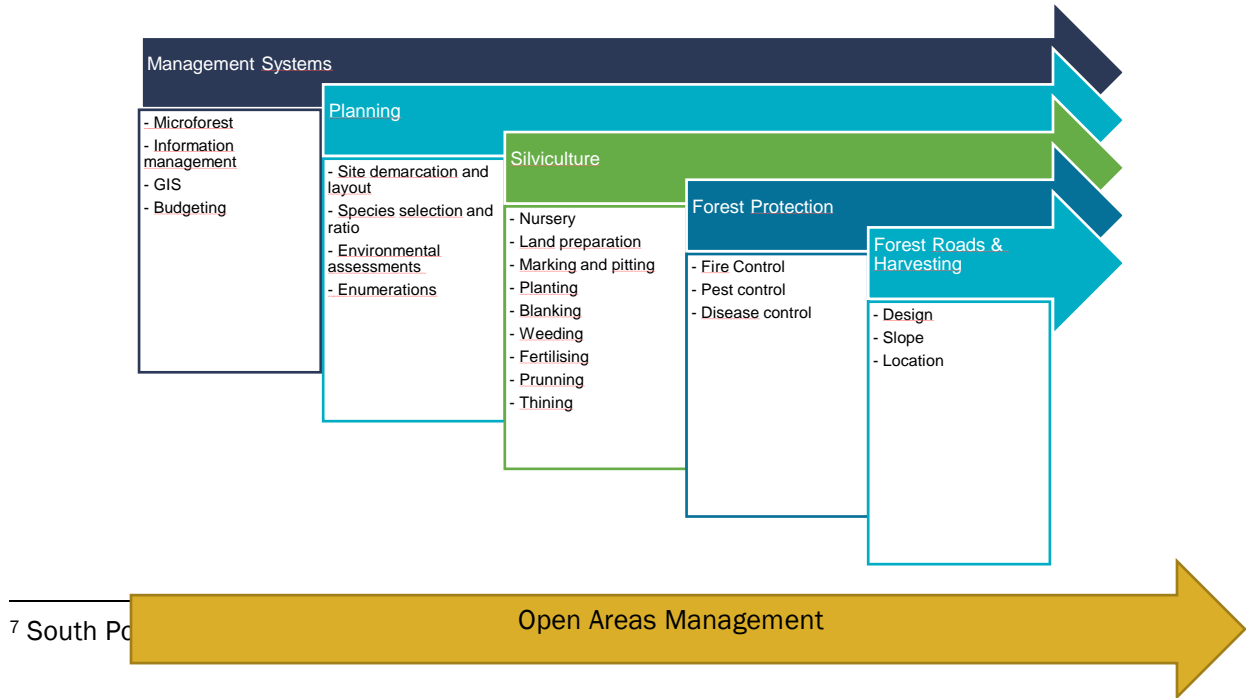 Management Systems
- Microforest
- Information
management
- GIS
- Budgeting
Planning
- Site demarcation and
layout
- Species selection and
ratio
- Environmental
assessments
- Enumerations
Silviculture
- Nursery
- Land preparation
- Marking and pitting
- Planting
- Blanking
- Weeding
- Fertilising
- Prunning
- Thining
Forest Protection
- Fire Control
- Pest control
- Disease control
Forest Roads &
Harvesting
- Design
- Slope
- Location
Open Areas Management
7 South